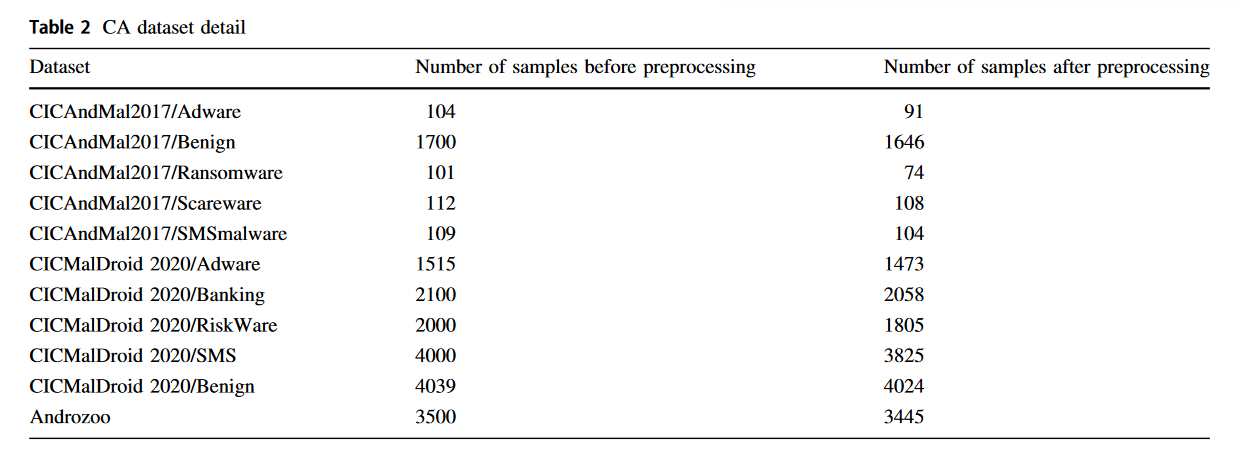 Table 2 CA dataset detail
Dataset Number of samples before preprocessing Number of samples after preprocessing
CICAndMal2017/Adware 104 91
CICAndMal2017/Benign 1700 1646
CICAndMal2017/Ransomware 101 74
CICAndMal2017/Scareware 112 108
CICAndMal2017/SMSmalware 109 104
CICMalDroid 2020/Adware 1515 1473
CICMalDroid 2020/Banking 2100 2058
CICMalDroid 2020/RiskWare 2000 1805
CICMalDroid 2020/SMS 4000 3825
CICMalDroid 2020/Benign 4039 4024
Androzoo 3500 3445